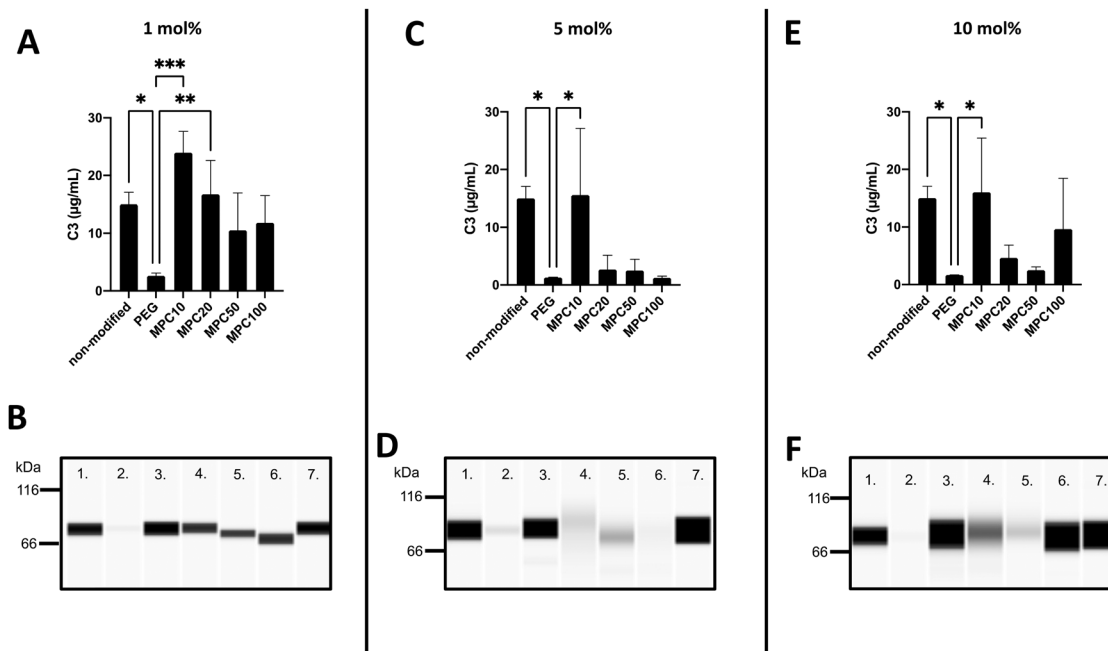 A
1 mol%
***
* **
30
20
10
0
C3 (µg/mL)
non-modified
PEG
MPC10
MPC20
MPC50
MPC100
B
kDa
116
66
1. 2. 3. 4. 5. 6. 7.
C
5 mol%
* *
30
20
10
0
C3 (µg/mL)
non-modified
PEG
MPC10
MPC20
MPC50
MPC100
D
kDa
116
66
1. 2. 3. 4. 5. 6. 7.
E
10 mol%
* *
30
20
10
0
C3 (µg/mL)
non-modified
PEG
MPC10
MPC20
MPC50
MPC100
F
kDa
116
66
1. 2. 3. 4. 5. 6. 7.